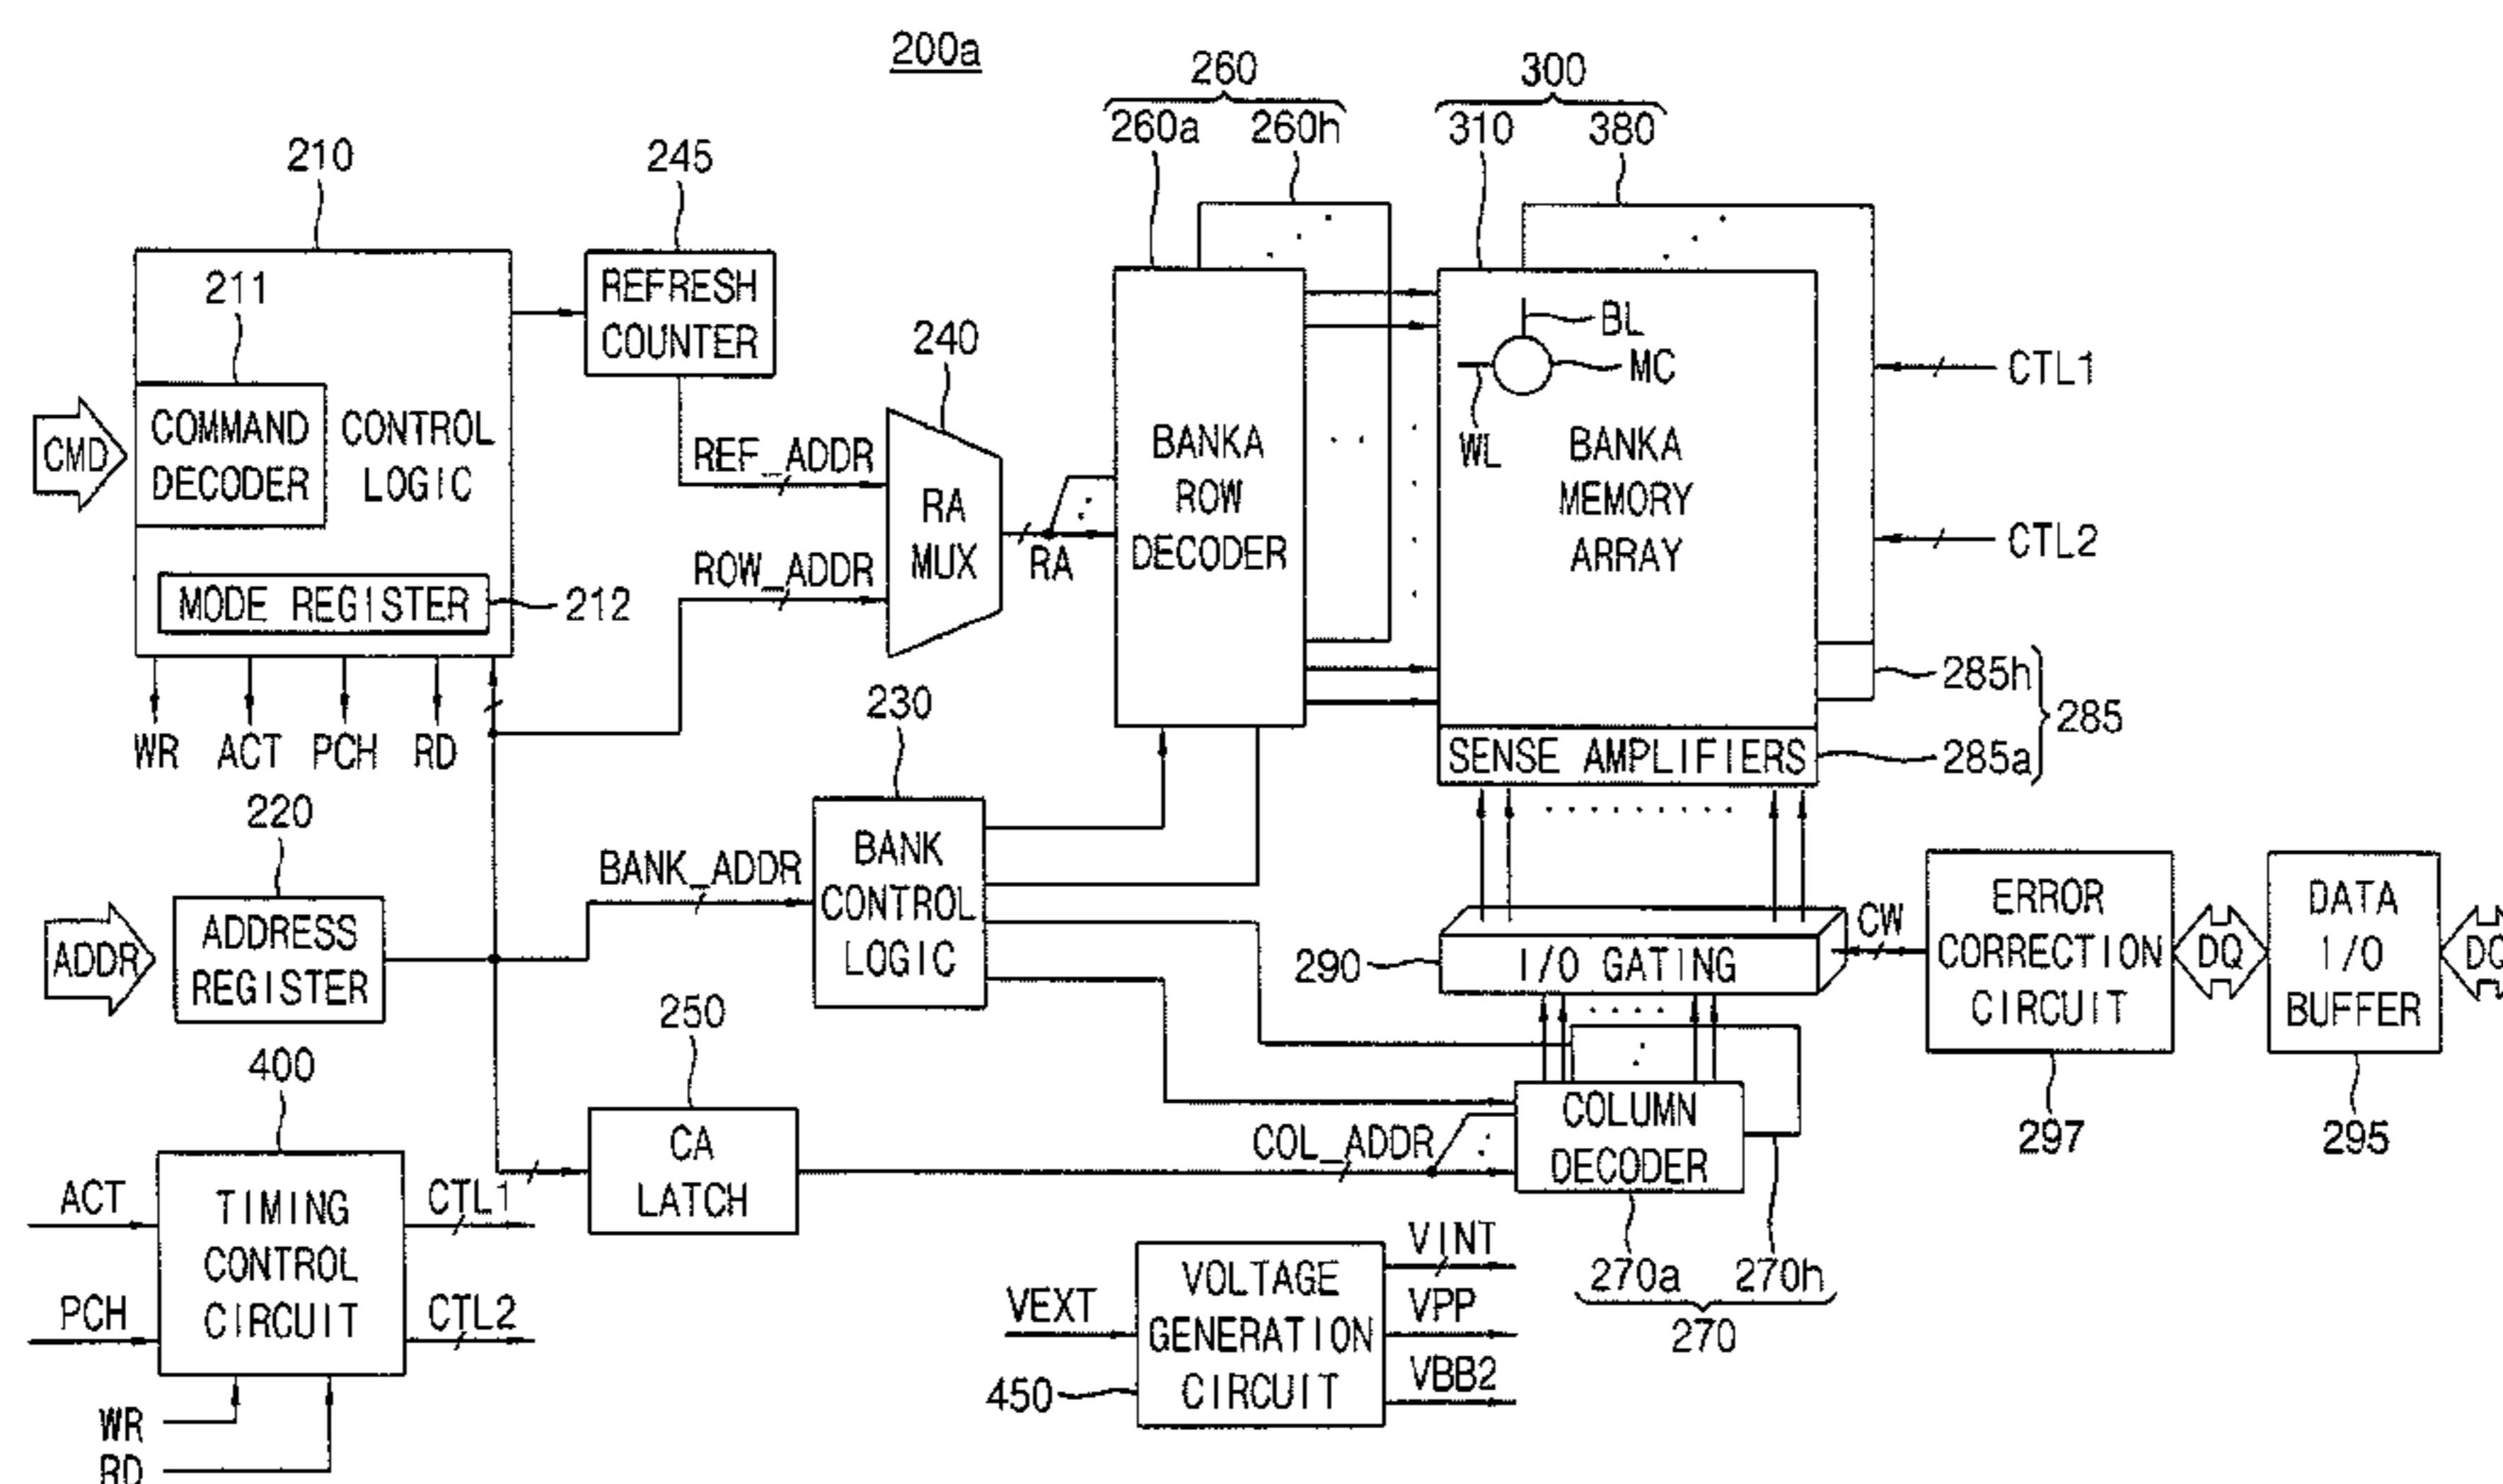 200a
260
300
260a 260h
310 380
210
245
211
REFRESH
COUNTER
240
BL
MC
WL
CTL1
CMD
COMMAND
DECODER
CONTROL
LOGIC
REF_ADDR
RA
MUX
RA
BANKA
ROW
DECODER
BANKA
MEMORY
ARRAY
CTL2
ROW_ADDR
MODE REGISTER
212
WR ACT PCH RD
230
285h
285
SENSE AMPLIFIERS
285a
220
BANK_ADDR
BANK
CONTROL
LOGIC
ADDR
ADDRESS
REGISTER
290
I/O GATING
CW
ERROR
CORRECTION
CIRCUIT
DQ
DATA
I/O
BUFFER
DQ
250
400
297
295
CA
LATCH
COL_ADDR
COLUMN
DECODER
ACT
TIMING
CONTROL
CIRCUIT
CTL1
PCH
CTL2
270a 270h
270
VEXT
VOLTAGE
GENERATION
CIRCUIT
VINT
VPP
VBB2
450
WR
RD